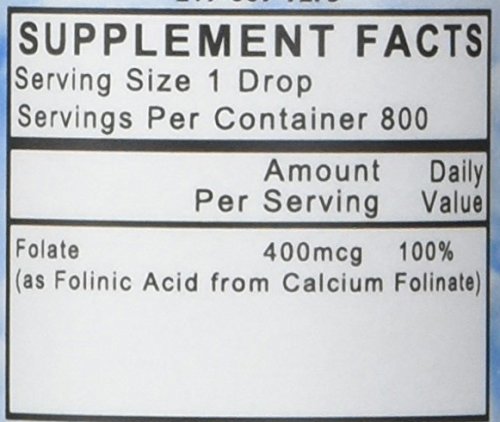 SUPPLEMENT FACTS
Serving Size 1 Drop
Servings Per Container 800
Amount Daily
Per Serving Value
Folate 400mcg 100%
(as Folinic Acid from Calcium Folinate)